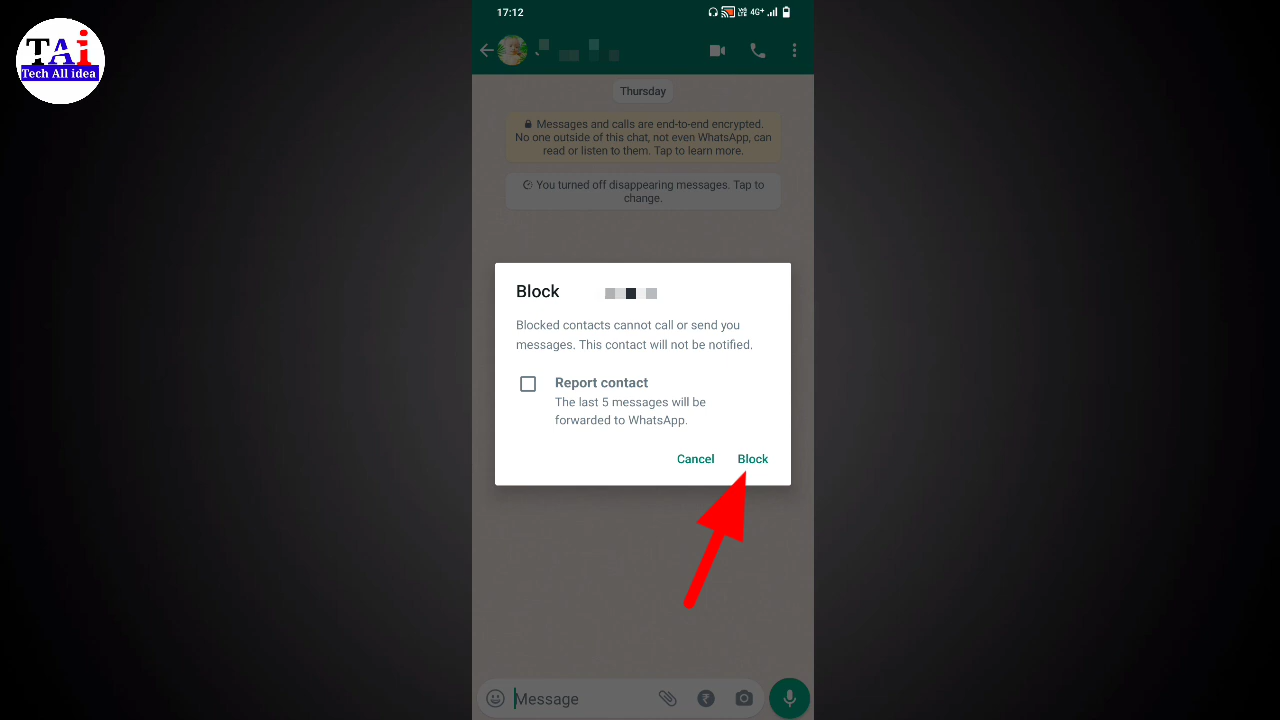 TAi
Tech All idea
17:12
4G+
Thursday
Messages and calls are end-to-end encrypted.
No one outside of this chat, not even WhatsApp, can
read or listen to them. Tap to learn more.
You turned off disappearing messages. Tap to
change.
Block
Blocked contacts cannot call or send you
messages. This contact will not be notified.
Report contact
The last 5 messages will be
forwarded to WhatsApp.
Cancel
Block
Message